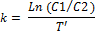 k = Ln (C1/C2) / T'